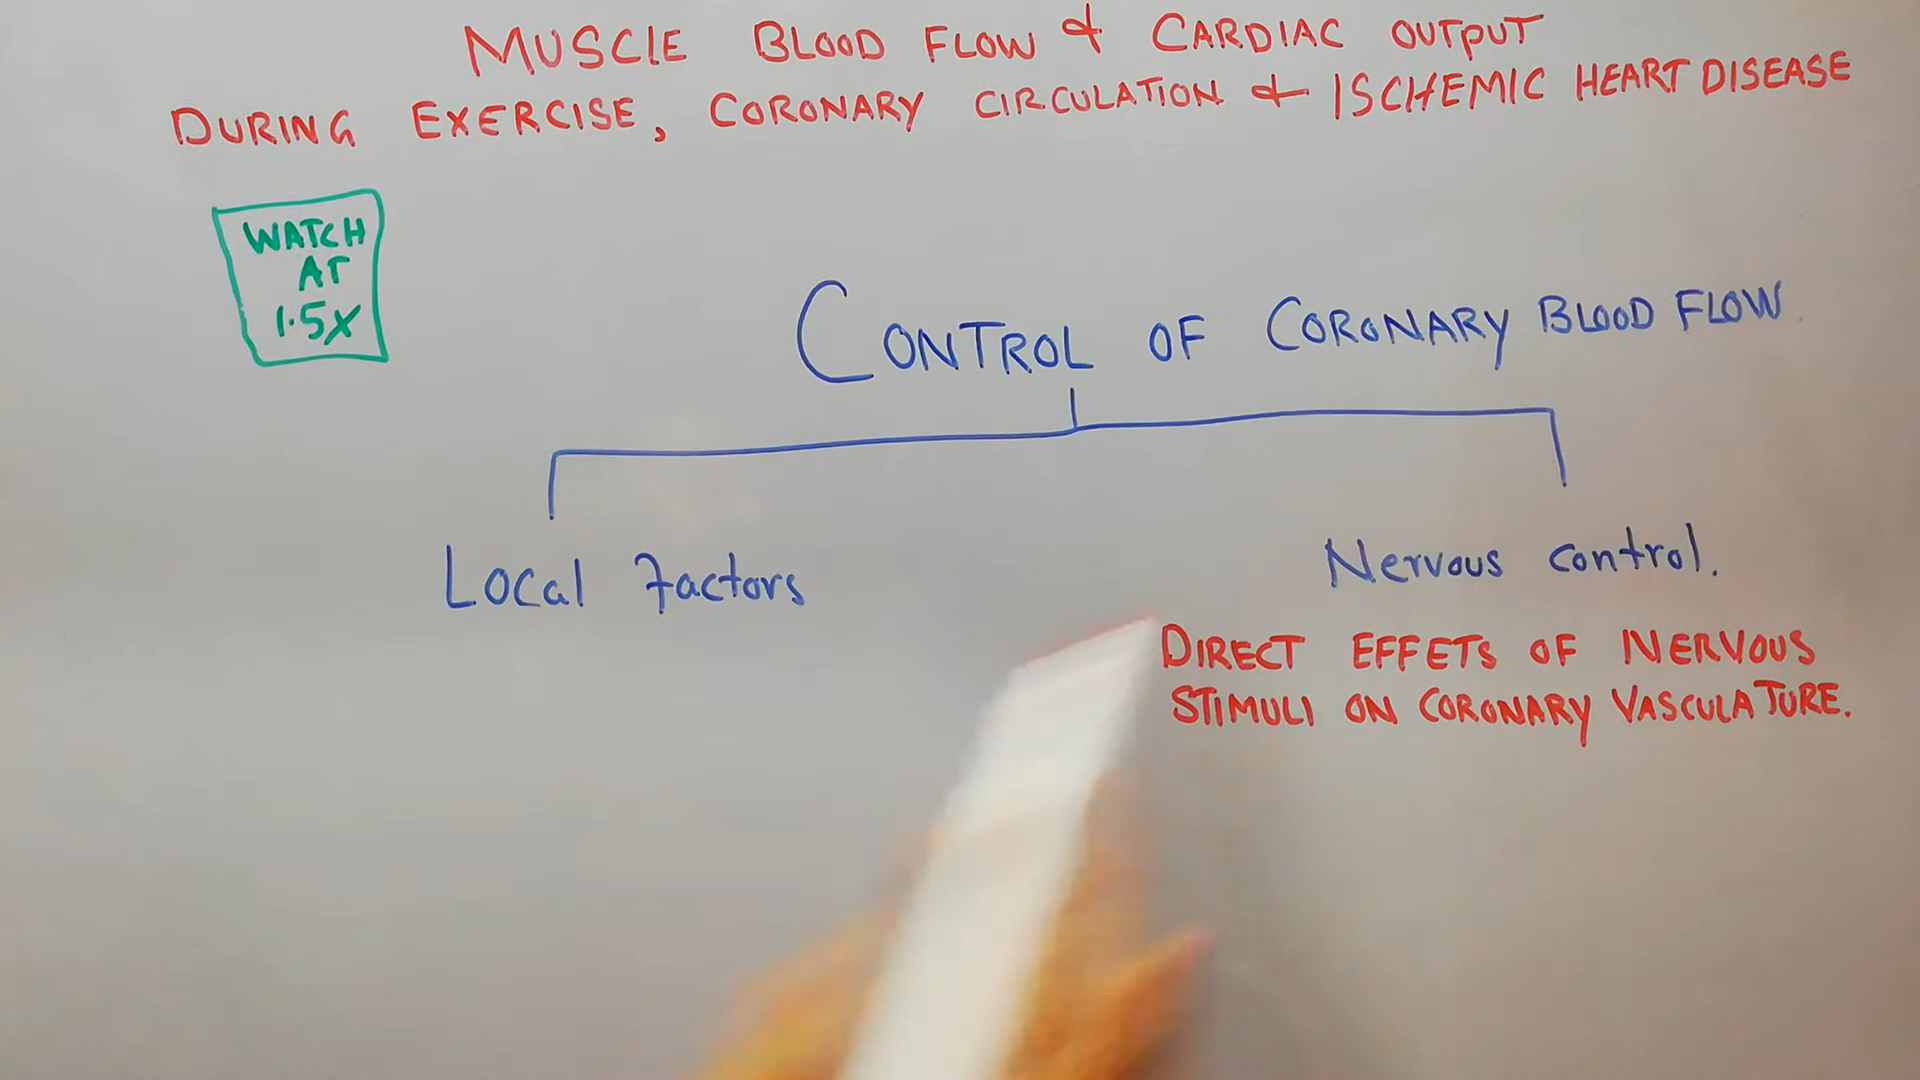 MUSCLE BLOOD FLOW & CARDIAC OUTPUT
DURING EXERCISE, CORONARY CIRCULATION & ISCHEMIC HEART DISEASE
WATCH
AT
1.5X
CONTROL OF CORONARY BLOOD FLOW.
Local Factors
Nervous control.
DIRECT EFFETS OF NERVOUS
STIMULI ON CORONARY VASCULATURE.